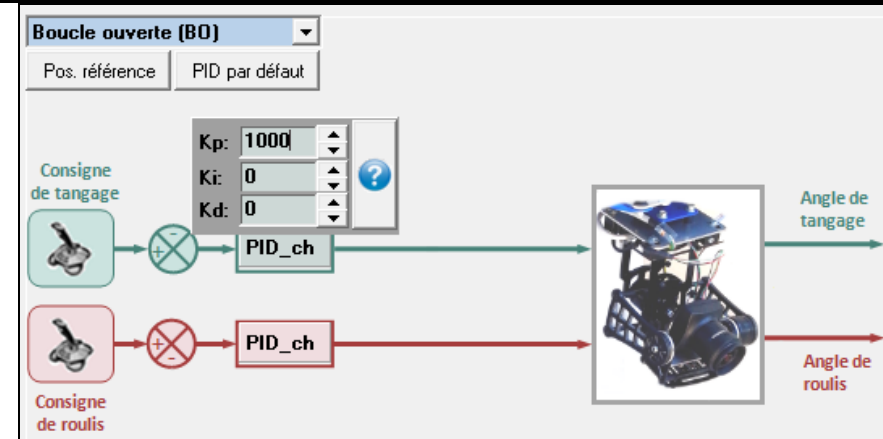 Boucle ouverte (BO)
Pos. référence
PID par défaut
Kp: 1000
Ki: 0
Kd: 0
Consigne
de tangage
PID_ch
Angle de
tangage
PID_ch
Angle de
roulis
Consigne
de roulis